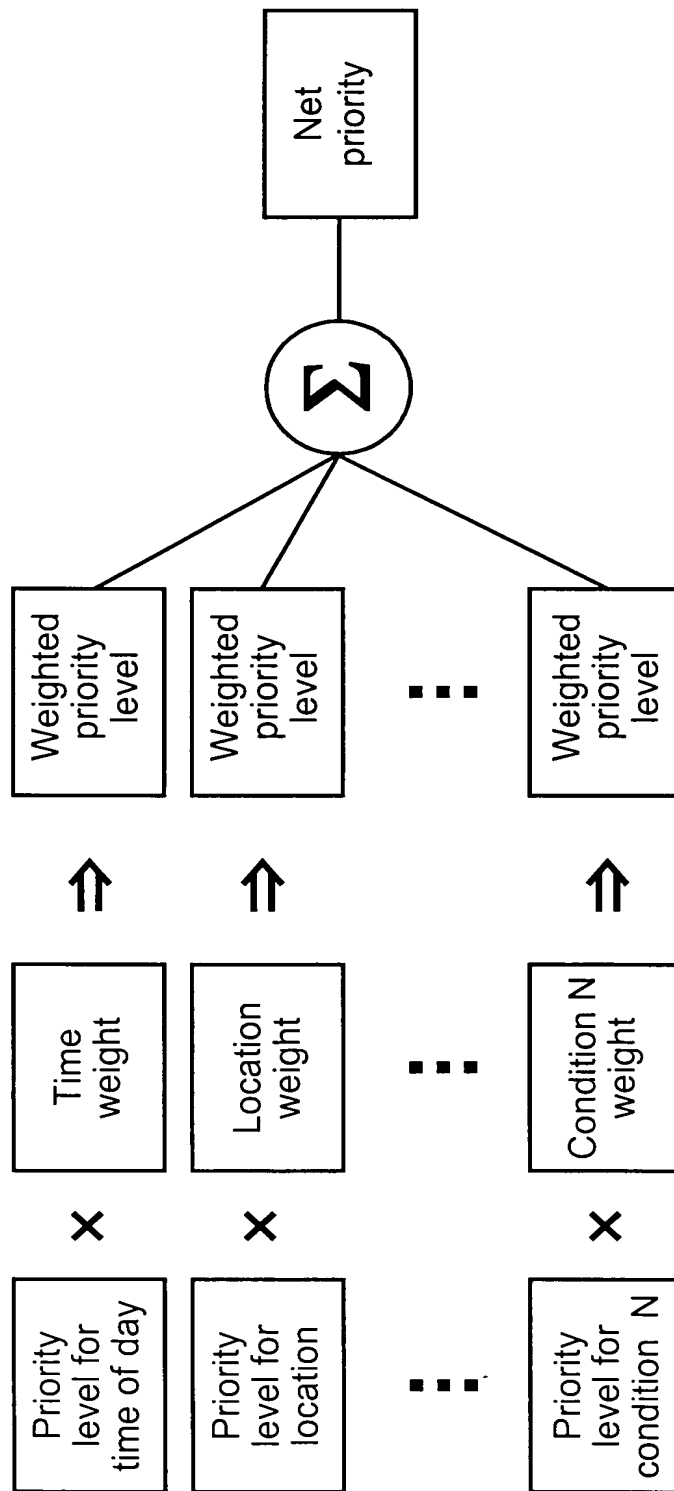 Priority
level for
time of day
×
Time
weight
⇒
Weighted
priority
level
Priority
level for
location
×
Location
weight
⇒
Weighted
priority
level
Priority
level for
condition N
×
Condition N
weight
⇒
Weighted
priority
level
Σ
Net
priority